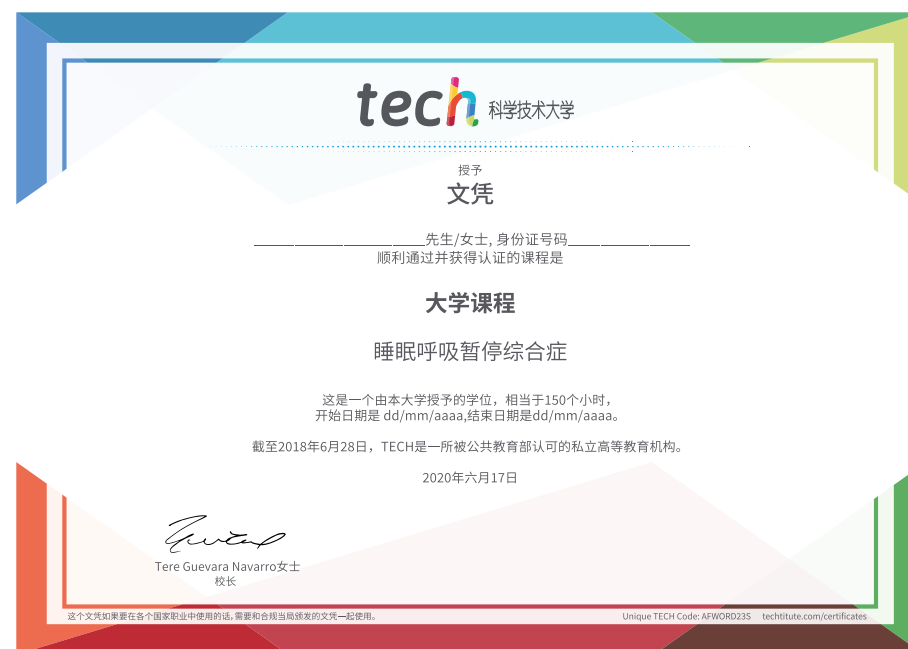 tech 科学技术大学
授予
文凭
______________________先生/女士, 身份证号码_______________
顺利通过并获得认证的课程是
大学课程
睡眠呼吸暂停综合症
这是一个由本大学授予的学位，相当于150个小时，
开始日期是 dd/mm/aaaa,结束日期是dd/mm/aaaa。
截至2018年6月28日，TECH是一所被公共教育部认可的私立高等教育机构。
2020年六月17日
Tere Guevara Navarro女士
校长
这个文凭如果要在各个国家职业中使用的话,需要和合规当局颁发的文凭一起使用。
Unique TECH Code: AFWORD23S techtitute.com/certificates